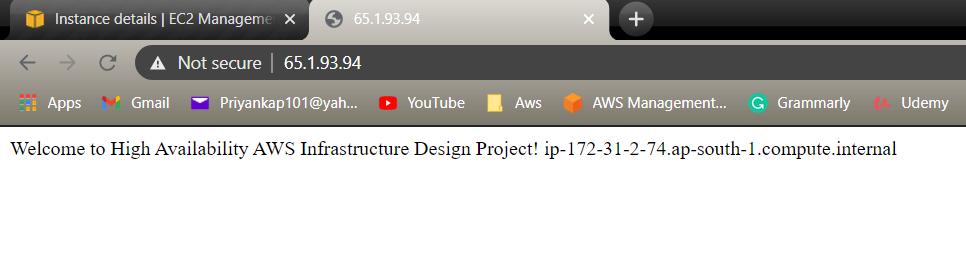 Instance details | EC2 Manageme
65.1.93.94
Not secure | 65.1.93.94
Apps
Gmail
Priyankap101@yah...
YouTube
Aws
AWS Management...
Grammarly
Udemy
Welcome to High Availability AWS Infrastructure Design Project! ip-172-31-2-74.ap-south-1.compute.internal